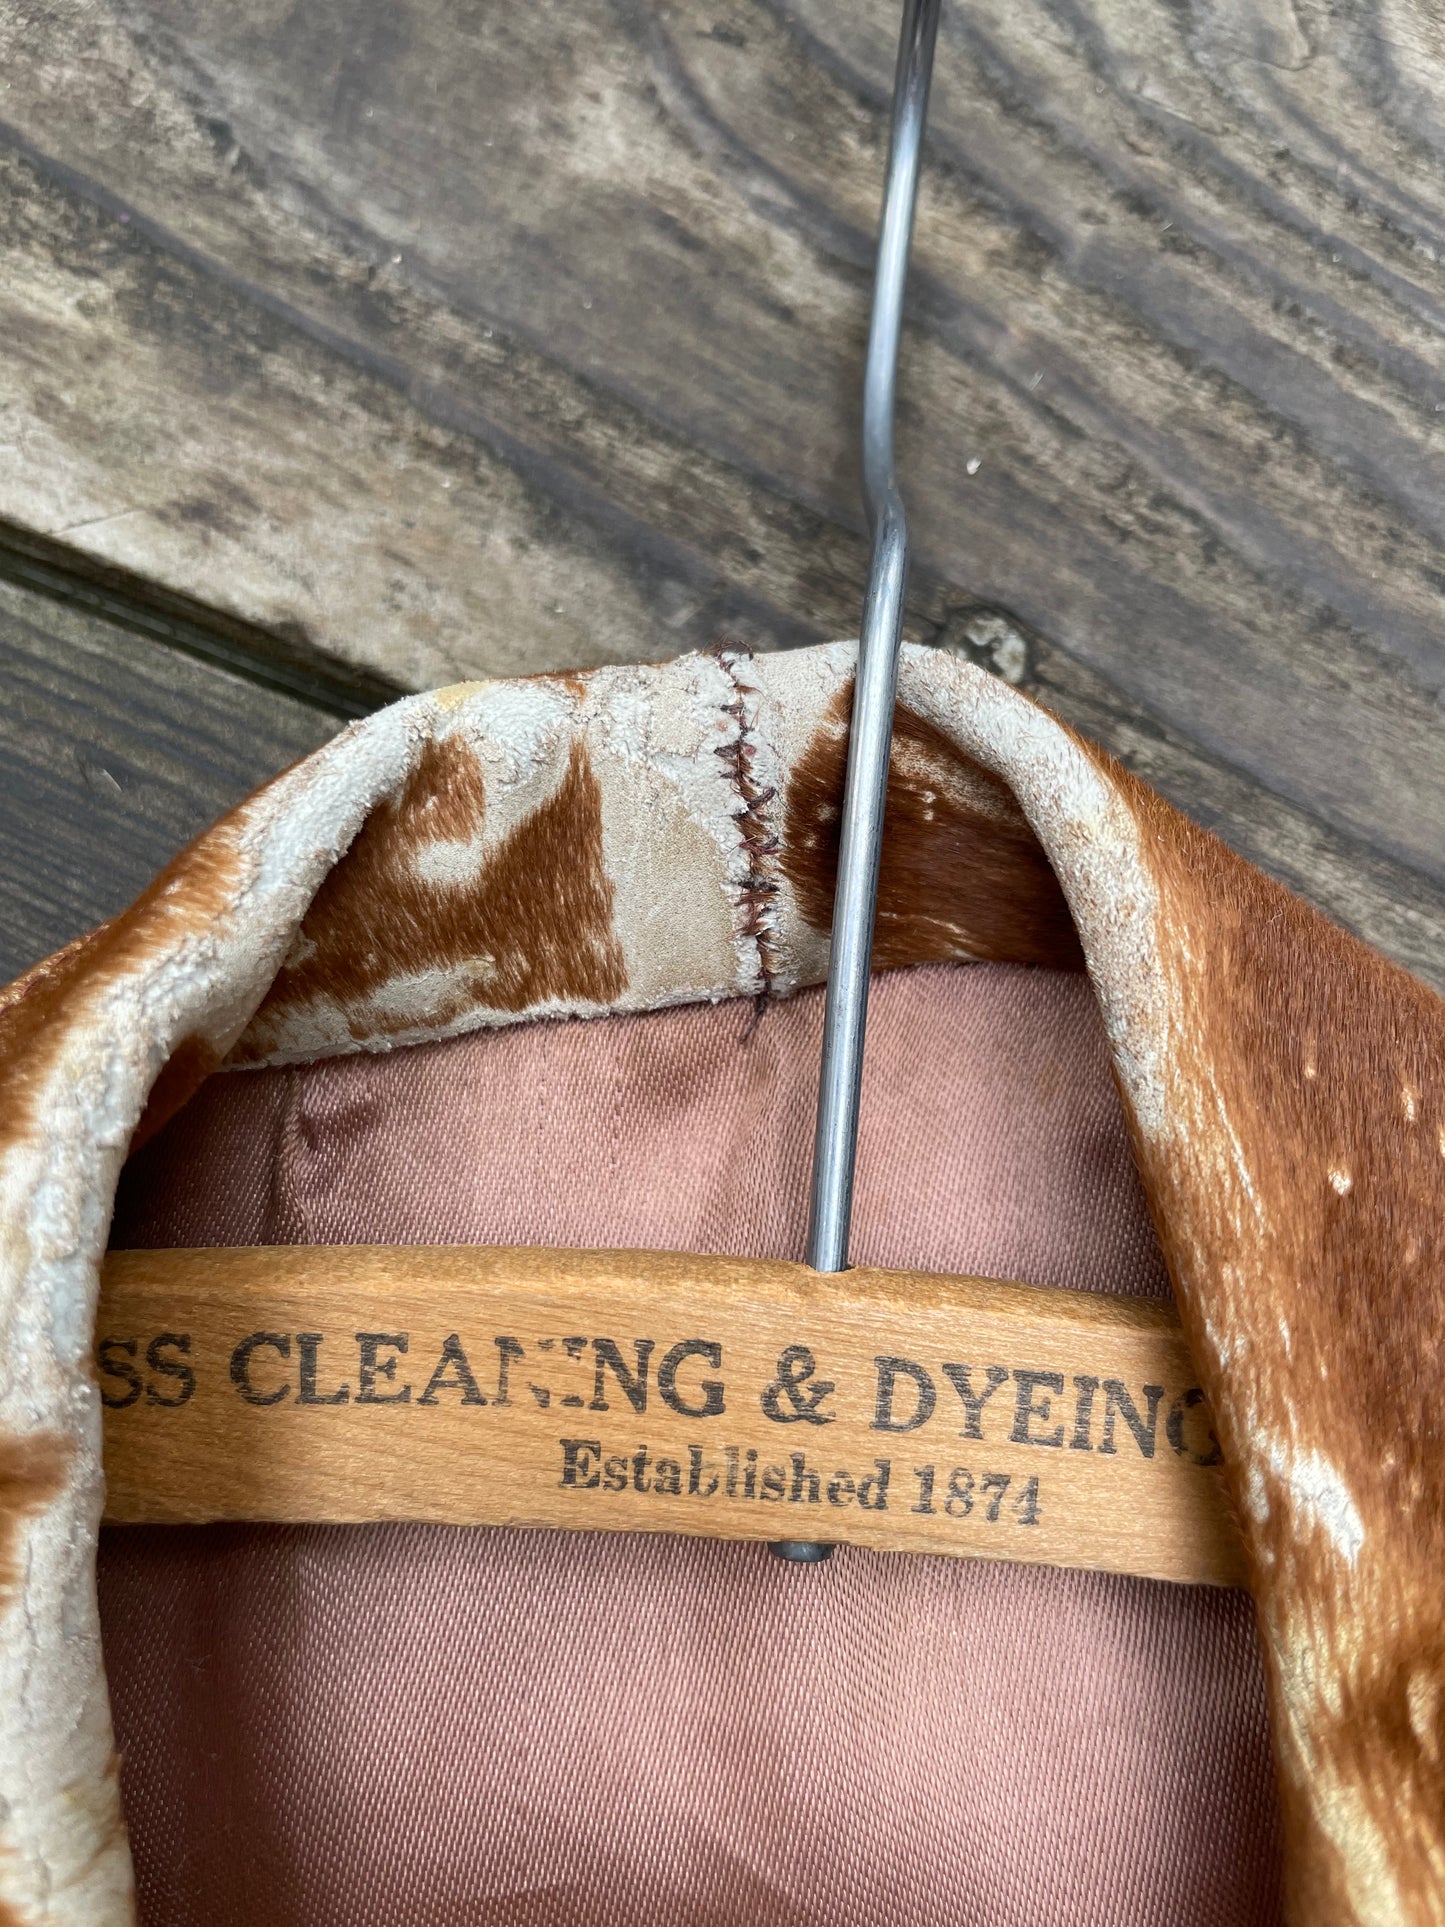 SS CLEANING & DYEING
Established 1874